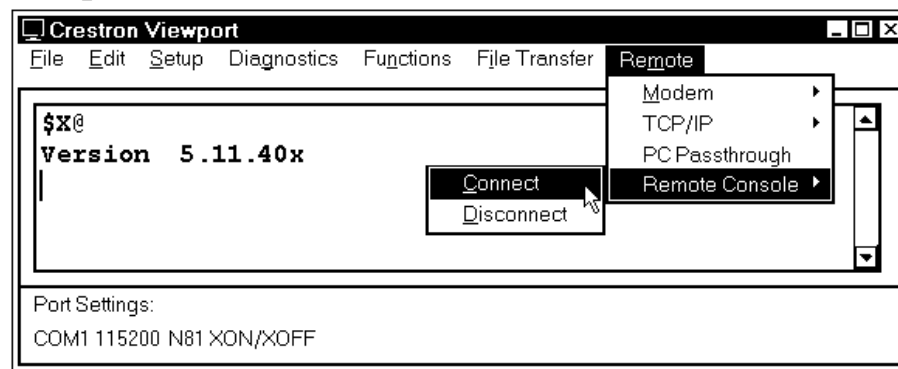 Crestron Viewport
File Edit Setup Diagnostics Functions File Transfer Remote
Modem
TCP/IP
PC Passthrough
Remote Console
Connect
Disconnect
$X@
Version 5.11.40x
Port Settings:
COM1 115200 N81 XON/XOFF